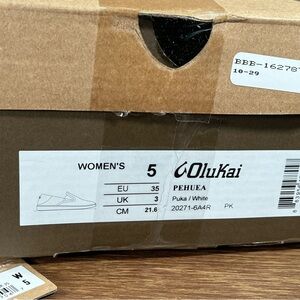 BBB-16278
10-29
WOMEN'S 5 OluKai
EU 35 PEHUEA
UK 3 Puka / White
CM 21.6 20271-6A4R PK
W 5